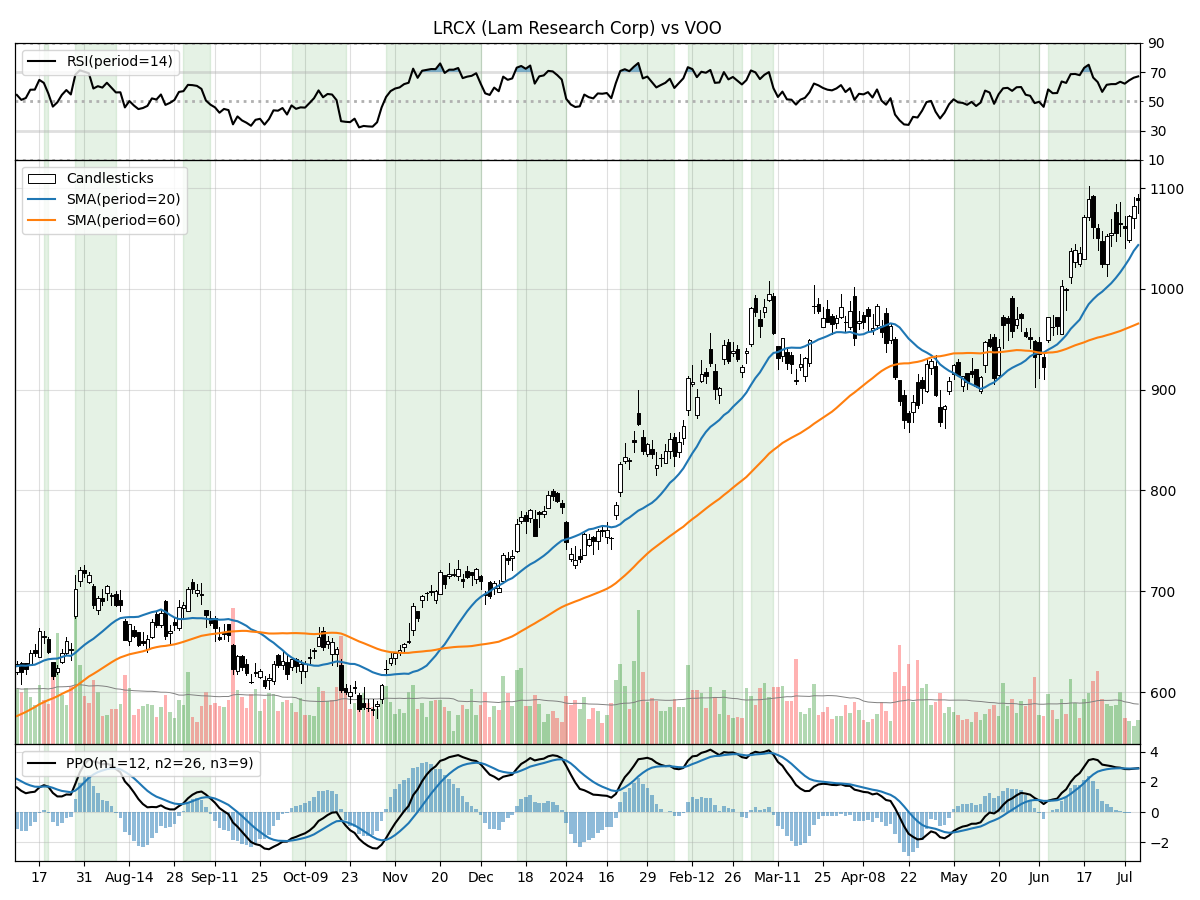 LRCX (Lam Research Corp) vs VOO
RSI(period=14)
90
70
50
30
10
Candlesticks
SMA(period=20)
SMA(period=60)
1100
1000
900
800
700
600
PPO(n1=12, n2=26, n3=9)
4
2
0
−2
17 31 Aug-14 28 Sep-11 25 Oct-09 23 Nov 20 Dec 18 2024 16 29 Feb-12 26 Mar-11 25 Apr-08 22 May 20 Jun 17 Jul